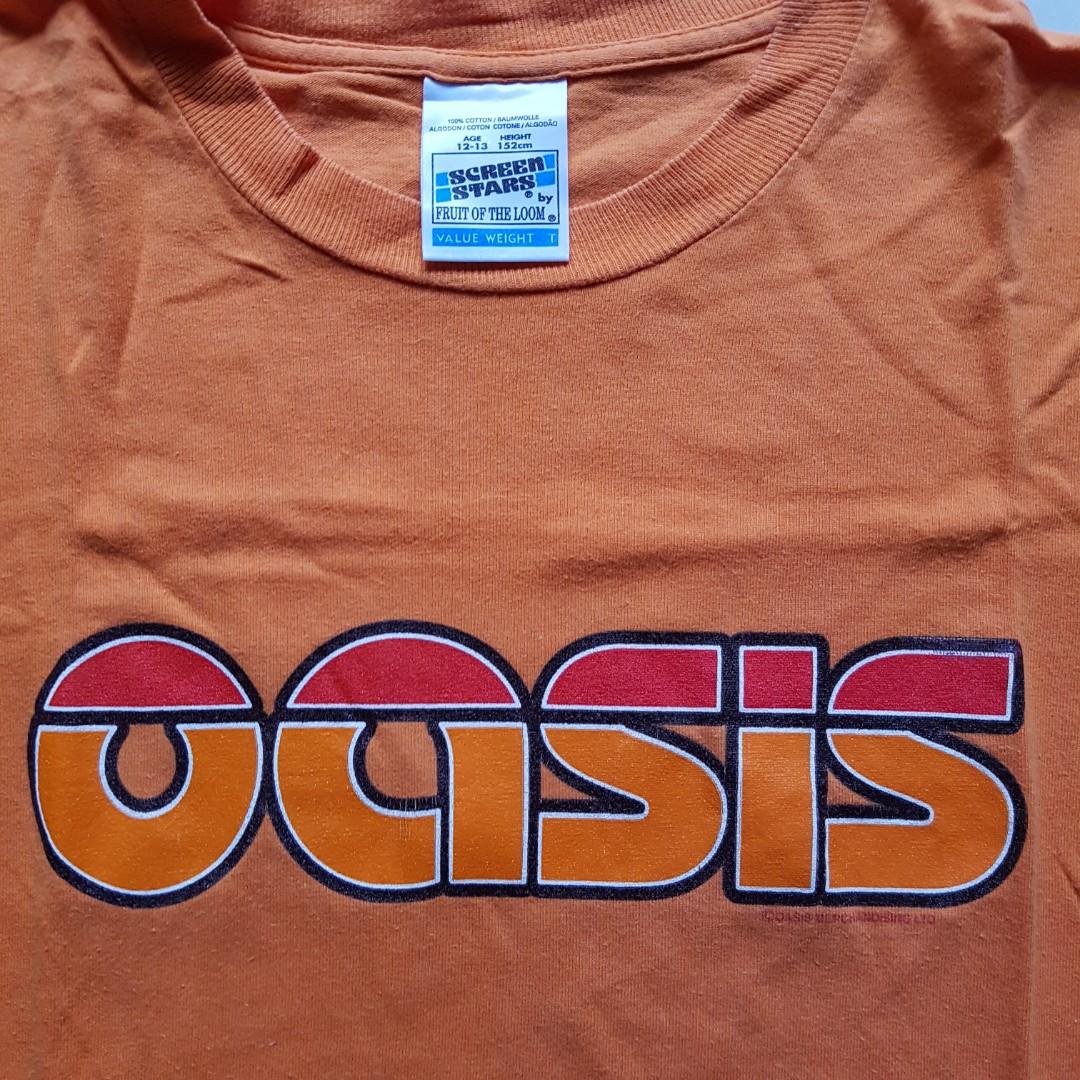 100% COTTON / BAUMWOLLE
ALGODON / COTON COTONE / ALGODÃO
AGE HEIGHT
12-13 152cm
SCREEN
STARS®
by
FRUIT OF THE LOOM®
VALUE WEIGHT T
oasis
©OASIS MERCHANDISING LTD